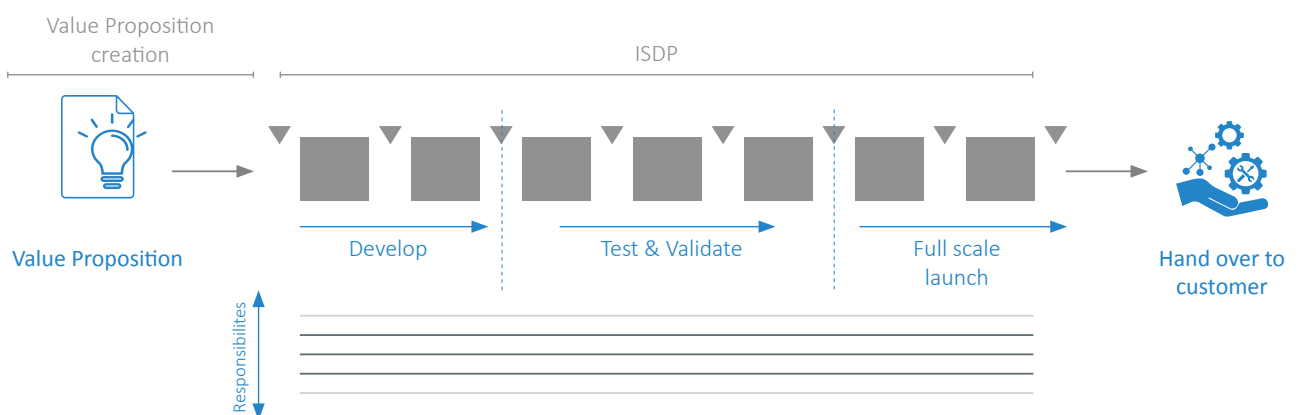 Value Proposition
creation
ISDP
Value Proposition
Develop
Test & Validate
Full scale
launch
Hand over to
customer
Responsibilites